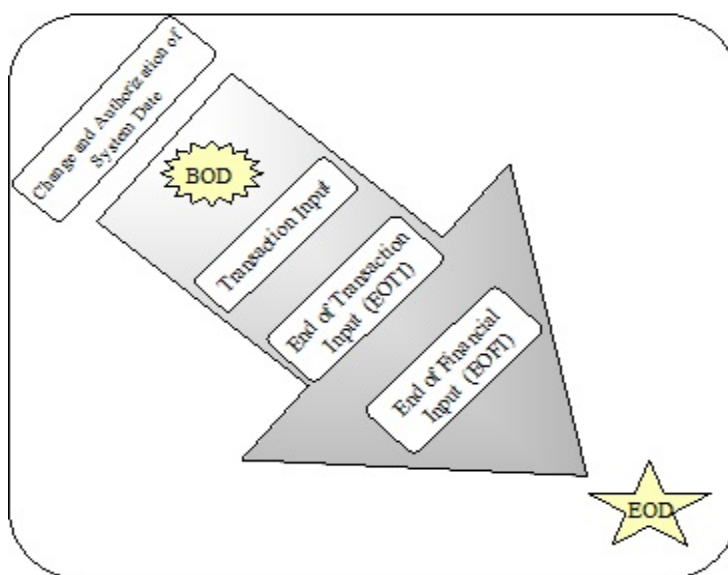 Change and Authorization of
System Date
BOD
Transaction Input
End of Transaction
Input (EOTI)
End of Financial
Input (EOFI)
EOD